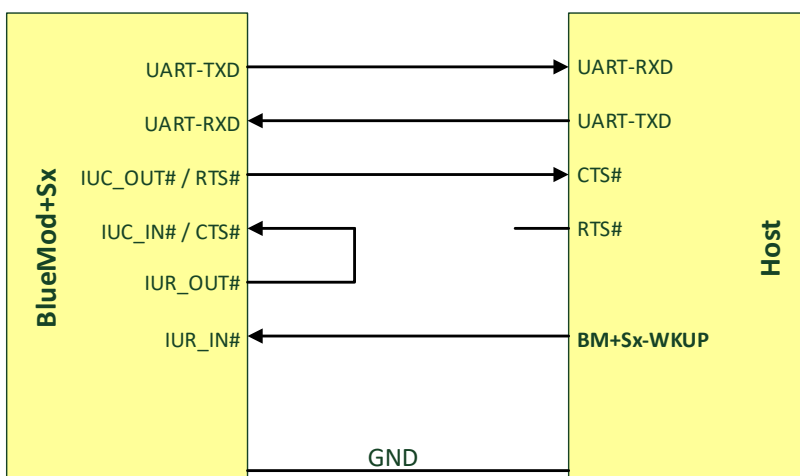 BlueMod+Sx
UART-TXD
UART-RXD
IUC_OUT# / RTS#
IUC_IN# / CTS#
IUR_OUT#
IUR_IN#
GND
UART-RXD
UART-TXD
CTS#
RTS#
BM+Sx-WKUP
Host